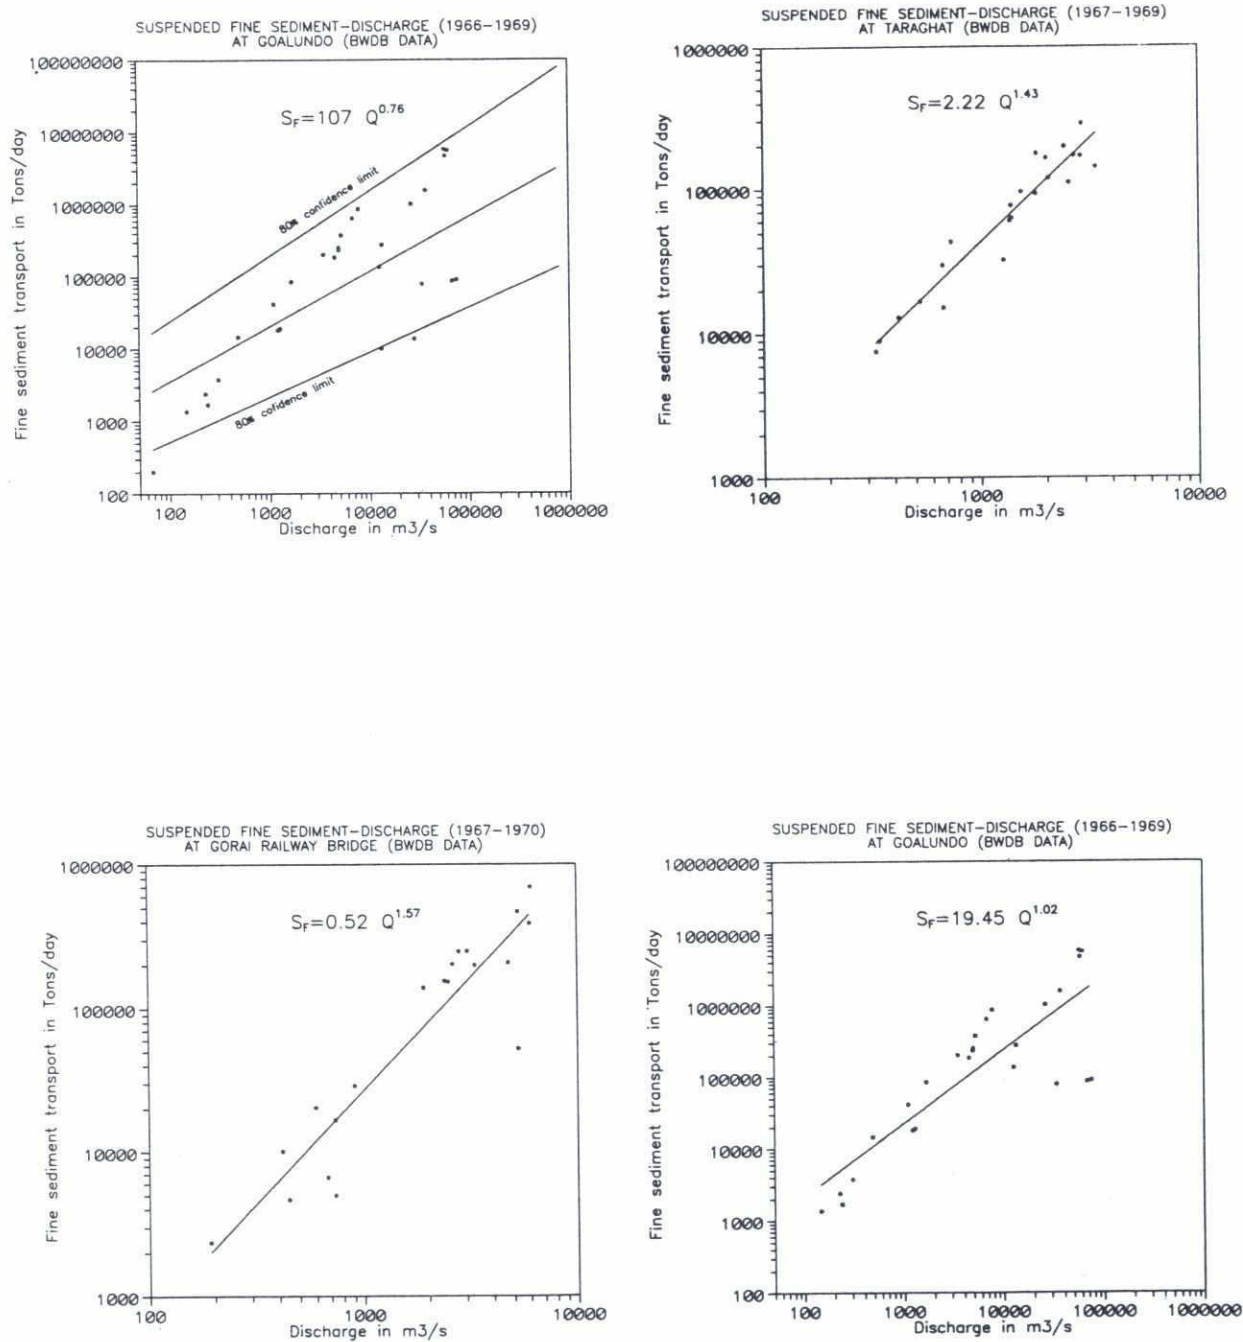 SUSPENDED FINE SEDIMENT-DISCHARGE (1966-1969)
AT GOALUNDO (BWDB DATA)
100000000
10000000
1000000
100000
10000
1000
100
Fine sediment transport in Tons/day
S_F=107 Q^0.76
80% confidence limit
80% cofidence limit
100 1000 10000 100000 1000000
Discharge in m3/s
SUSPENDED FINE SEDIMENT-DISCHARGE (1967-1969)
AT TARAGHAT (BWDB DATA)
1000000
100000
10000
1000
Fine sediment transport in Tons/day
S_F=2.22 Q^1.43
100 1000 10000
Discharge in m3/s
SUSPENDED FINE SEDIMENT-DISCHARGE (1967-1970)
AT GORAI RAILWAY BRIDGE (BWDB DATA)
1000000
100000
10000
1000
Fine sediment transport in Tons/day
S_F=0.52 Q^1.57
100 1000 10000
Discharge in m3/s
SUSPENDED FINE SEDIMENT-DISCHARGE (1966-1969)
AT GOALUNDO (BWDB DATA)
100000000
10000000
1000000
100000
10000
1000
100
Fine sediment transport in Tons/day
S_F=19.45 Q^1.02
100 1000 10000 100000 1000000
Discharge in m3/s